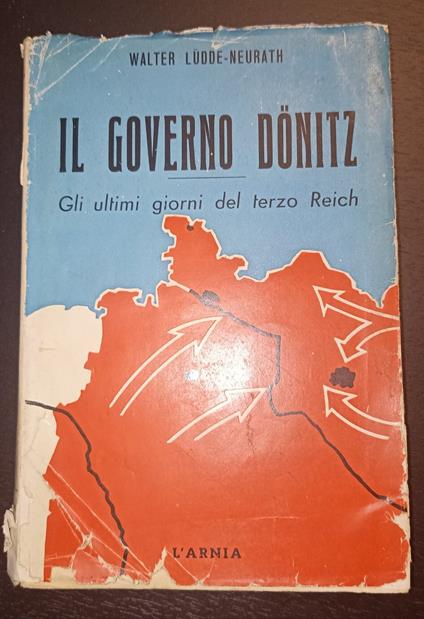 WALTER LÜDDE-NEURATH
IL GOVERNO DÖNITZ
Gli ultimi giorni del terzo Reich
L'ARNIA